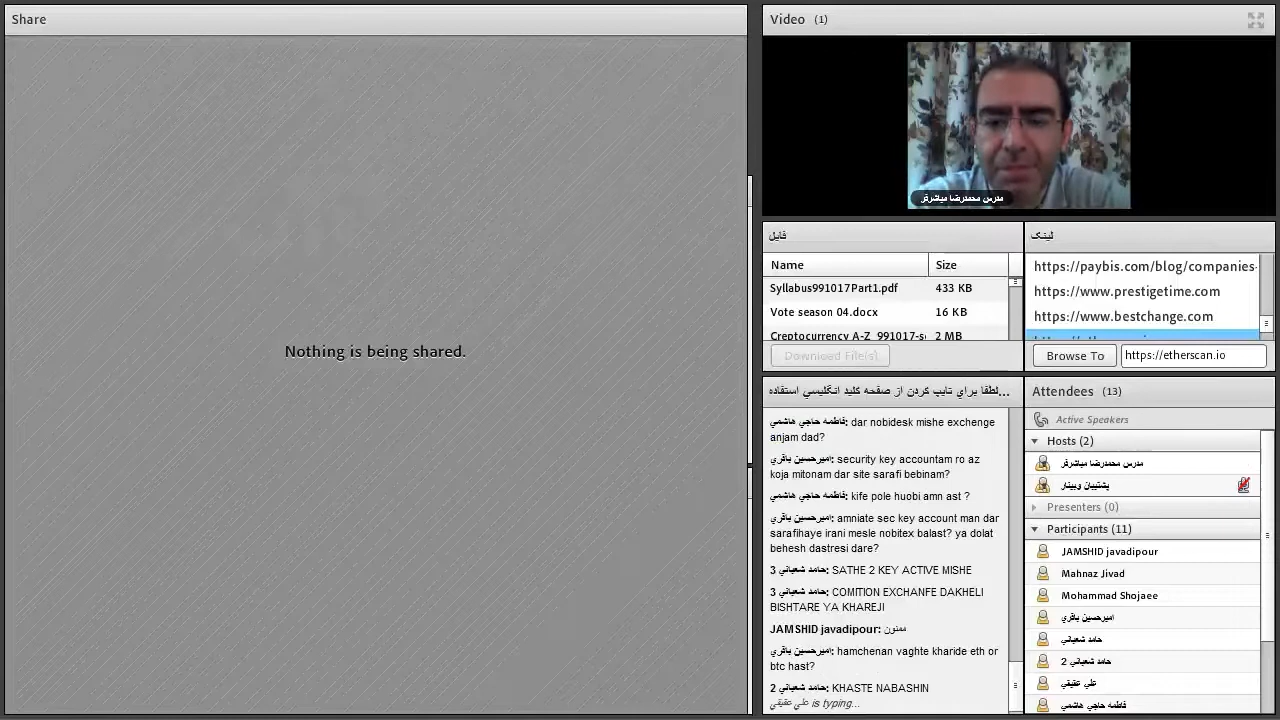 Share
Nothing is being shared.
Video (1)
مدرس محمدرضا مباشرفر
فایل
Name Size
Syllabus991017Part1.pdf 433 KB
Vote season 04.docx 16 KB
Creptocurrency A-Z_991017-s 2 MB
Download File(s)
لینک
https://paybis.com/blog/companies-
https://www.prestigetime.com
https://www.bestchange.com
Browse To https://etherscan.io
لطفا براي تايپ كردن از صفحه كليد انگليسي استفاده...
فاطمه حاجي هاشمي: dar nobidesk mishe exchenge
anjam dad?
اميرحسين باقري: security key accountam ro az
koja mitonam dar site sarafi bebinam?
فاطمه حاجي هاشمي: kife pole huobi amn ast ?
اميرحسين باقري: amniate sec key account man dar
sarafihaye irani mesle nobitex balast? ya dolat
behesh dastresi dare?
حامد شعباني 3: SATHE 2 KEY ACTIVE MISHE
حامد شعباني 3: COMITION EXCHANFE DAKHELI
BISHTARE YA KHAREJI
JAMSHID javadipour: ممنون
اميرحسين باقري: hamchenan vaghte kharide eth or
btc hast?
حامد شعباني 2: KHASTE NABASHIN
علي عقيقي is typing...
Attendees (13)
Active Speakers
Hosts (2)
مدرس محمدرضا مباشرفر
پشتیبان وبینار
Presenters (0)
Participants (11)
JAMSHID javadipour
Mahnaz Jivad
Mohammad Shojaee
اميرحسين باقري
حامد شعباني
حامد شعباني 2
علي عقيقي
فاطمه حاجي هاشمي